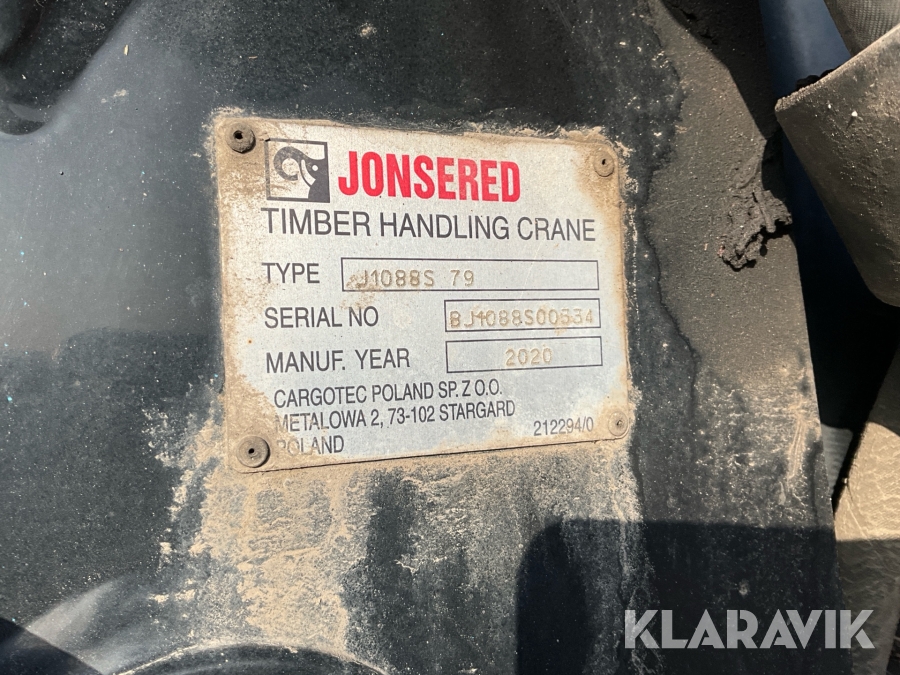 JONSERED
TIMBER HANDLING CRANE
TYPE J1088S 79
SERIAL NO BJ1088S00534
MANUF. YEAR 2020
CARGOTEC POLAND SP. Z O.O.
METALOWA 2, 73-102 STARGARD
POLAND 212294/0
KLARAVIK